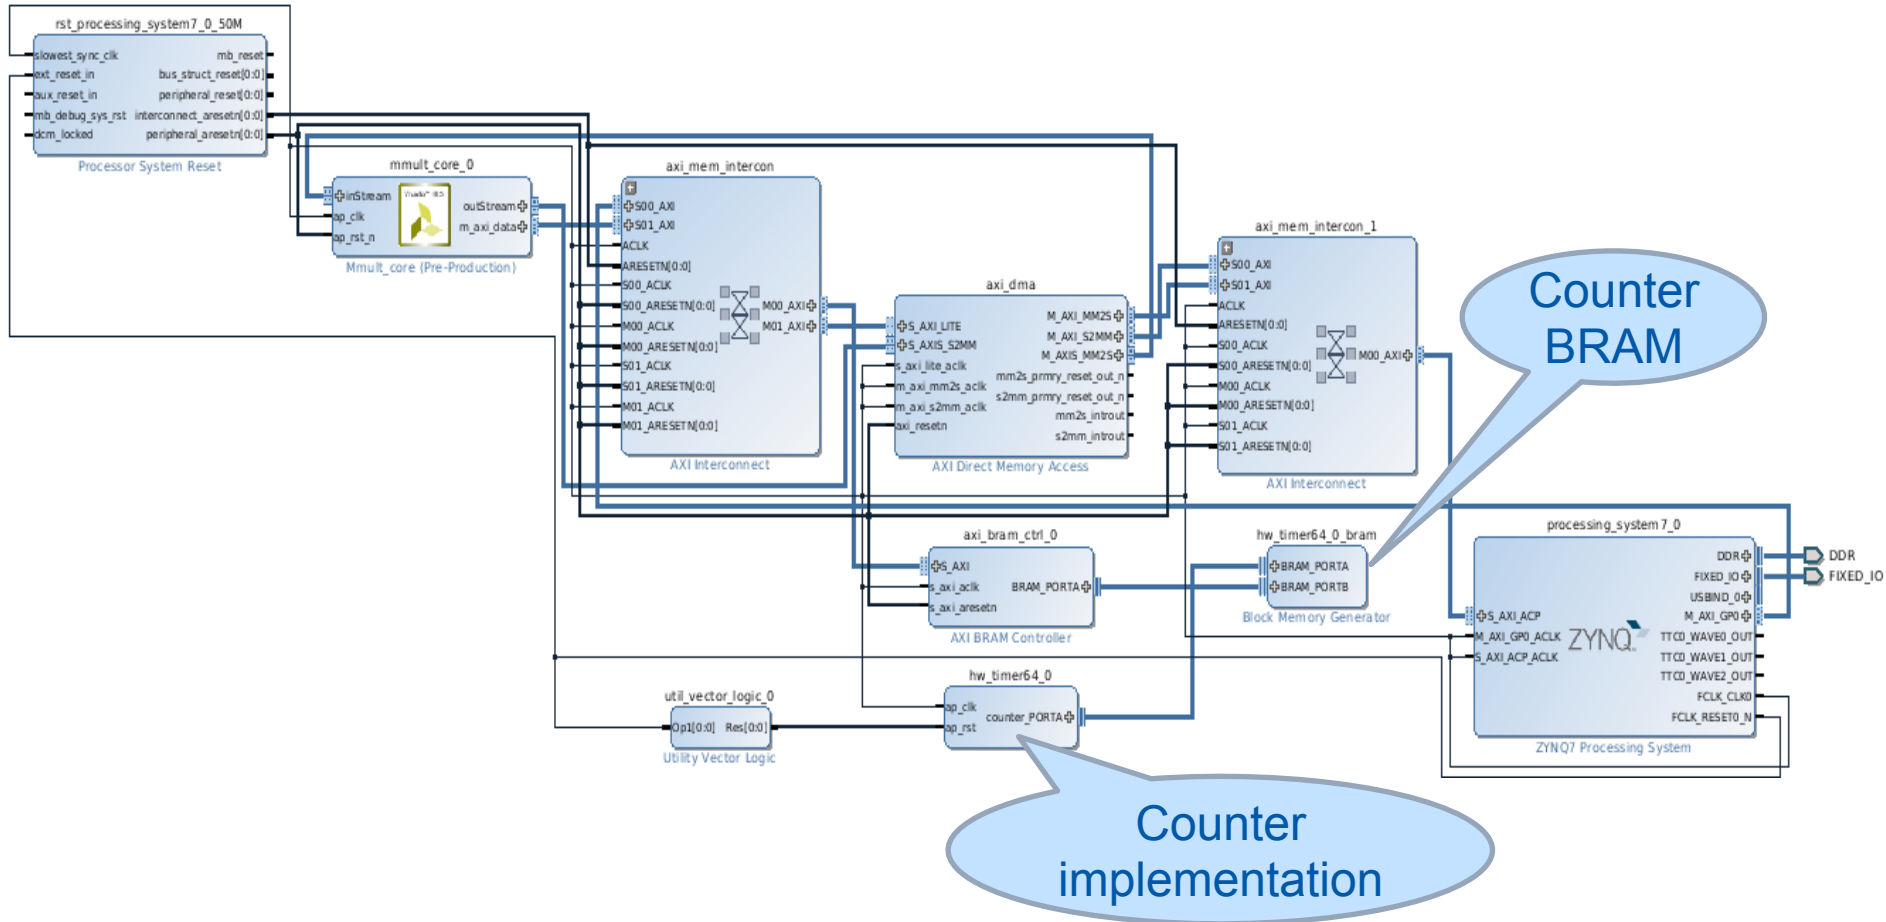 rst_processing_system7_0_50M
slowest_sync_clk
ext_reset_in
aux_reset_in
mb_debug_sys_rst
dcm_locked
mb_reset
bus_struct_reset[0:0]
peripheral_reset[0:0]
interconnect_aresetn[0:0]
peripheral_aresetn[0:0]
Processor System Reset
mmult_core_0
inStream
ap_clk
ap_rst_n
outStream
m_axi_data
Mmult_core (Pre-Production)
axi_mem_intercon
S00_AXI
S01_AXI
ACLK
ARESETN[0:0]
S00_ACLK
S00_ARESETN[0:0]
M00_ACLK
M00_ARESETN[0:0]
S01_ACLK
S01_ARESETN[0:0]
M01_ACLK
M01_ARESETN[0:0]
M00_AXI
M01_AXI
AXI Interconnect
axi_dma
S_AXI_LITE
S_AXIS_S2MM
s_axi_lite_aclk
m_axi_mm2s_aclk
m_axi_s2mm_aclk
axi_resetn
M_AXI_MM2S
M_AXI_S2MM
M_AXIS_MM2S
mm2s_prmry_reset_out_n
s2mm_prmry_reset_out_n
mm2s_introut
s2mm_introut
AXI Direct Memory Access
axi_mem_intercon_1
S00_AXI
S01_AXI
ACLK
ARESETN[0:0]
S00_ACLK
S00_ARESETN[0:0]
M00_ACLK
M00_ARESETN[0:0]
S01_ACLK
S01_ARESETN[0:0]
M00_AXI
AXI Interconnect
Counter
BRAM
axi_bram_ctrl_0
S_AXI
s_axi_aclk
s_axi_aresetn
BRAM_PORTA
AXI BRAM Controller
hw_timer64_0_bram
BRAM_PORTA
BRAM_PORTB
Block Memory Generator
processing_system7_0
S_AXI_ACP
M_AXI_GP0_ACLK
S_AXI_ACP_ACLK
ZYNQ
DDR
FIXED_IO
USBIND_0
M_AXI_GP0
TTC0_WAVE0_OUT
TTC0_WAVE1_OUT
TTC0_WAVE2_OUT
FCLK_CLK0
FCLK_RESET0_N
ZYNQ7 Processing System
DDR
FIXED_IO
util_vector_logic_0
Op1[0:0]
Res[0:0]
Utility Vector Logic
hw_timer64_0
ap_clk
ap_rst
counter_PORTA
Counter
implementation